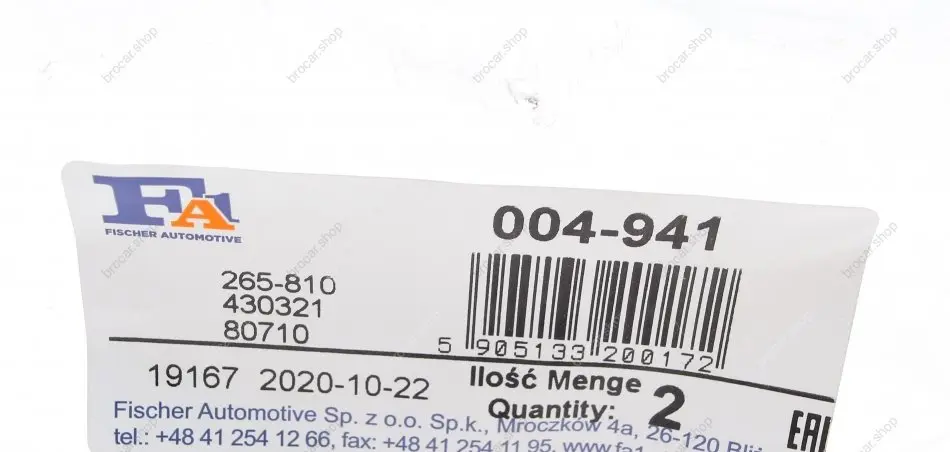 FA1
FISCHER AUTOMOTIVE
004-941
265-810
430321
80710
5 905133 200172
19167 2020-10-22
Ilość Menge
Quantity: 2
Fischer Automotive Sp. z o.o. Sp.k., Mroczków 4a, 26-120
tel.: +48 41 254 12 66, fax: +48 41 254 11 95, www.fa1
EAC
brocar.shop